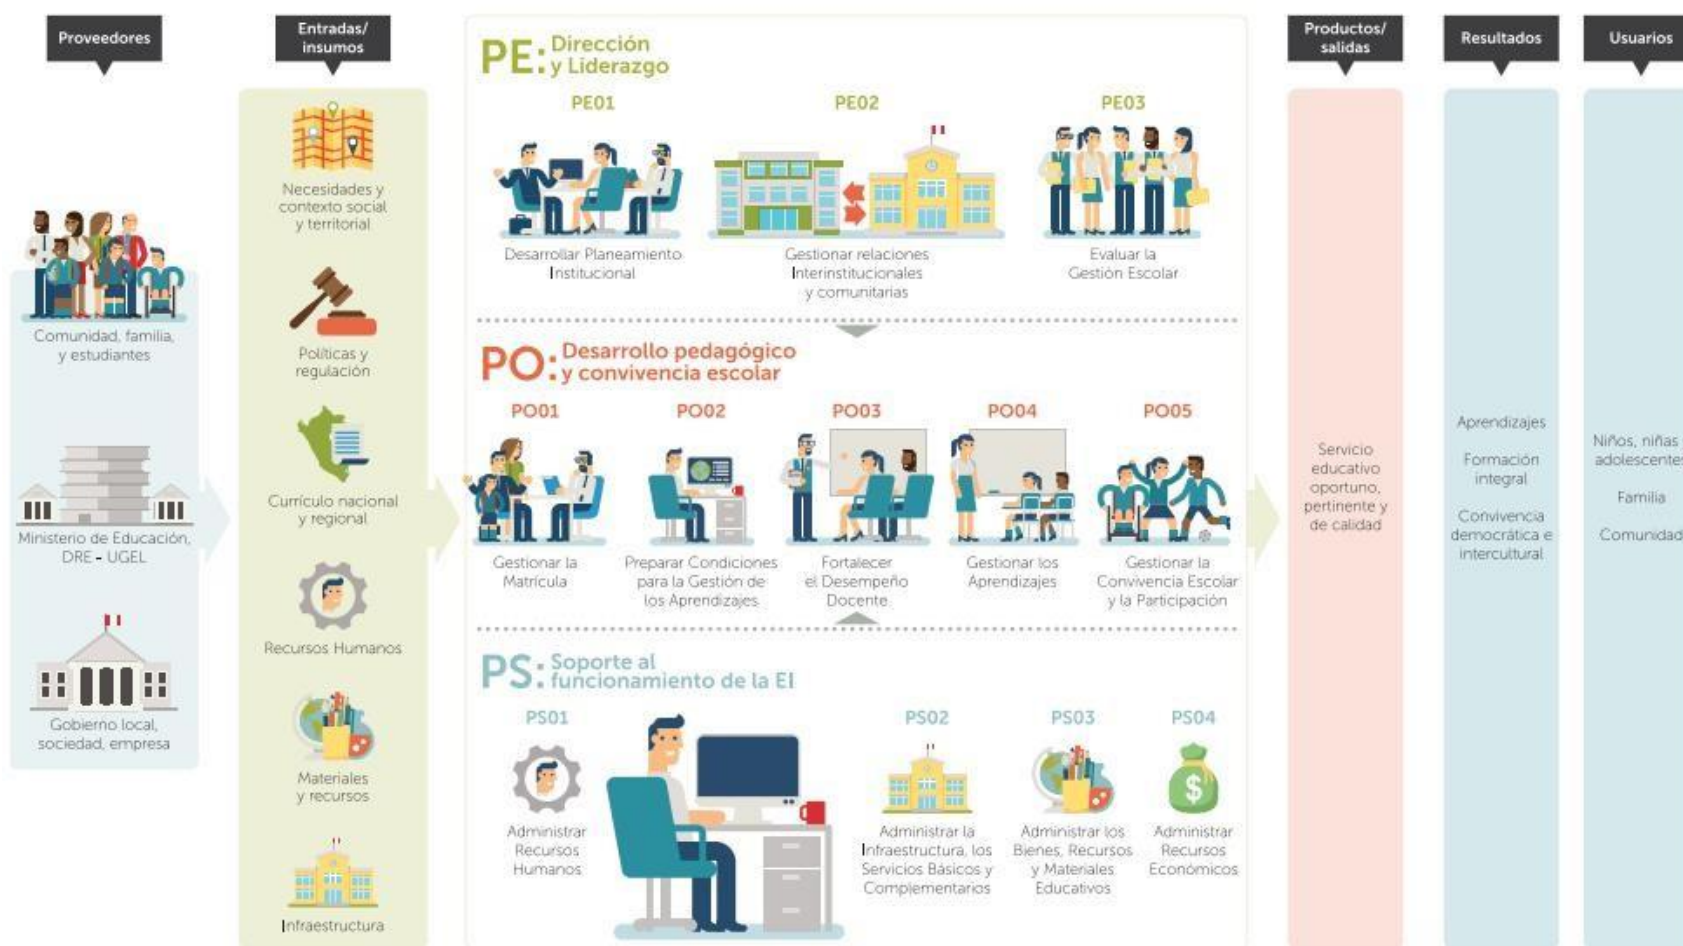 Proveedores
Comunidad, familia,
y estudiantes
Ministerio de Educación,
DRE - UGEL
Gobierno local,
sociedad, empresa
Entradas/
insumos
Necesidades y
contexto social
y territorial
Políticas y
regulación
Currículo nacional
y regional
Recursos Humanos
Materiales
y recursos
Infraestructura
PE: Dirección
y Liderazgo
PE01
Desarrollar Planeamiento
Institucional
PE02
Gestionar relaciones
Interinstitucionales
y comunitarias
PE03
Evaluar la
Gestión Escolar
PO: Desarrollo pedagógico
y convivencia escolar
PO01
Gestionar la
Matrícula
PO02
Preparar Condiciones
para la Gestión de
los Aprendizajes
PO03
Fortalecer
el Desempeño
Docente
PO04
Gestionar los
Aprendizajes
PO05
Gestionar la
Convivencia Escolar
y la Participación
PS: Soporte al
funcionamiento de la EI
PS01
Administrar
Recursos
Humanos
PS02
Administrar la
Infraestructura, los
Servicios Básicos y
Complementarios
PS03
Administrar los
Bienes, Recursos
y Materiales
Educativos
PS04
$
Administrar
Recursos
Económicos
Productos/
salidas
Servicio
educativo
oportuno,
pertinente y
de calidad
Resultados
Aprendizajes
Formación
integral
Convivencia
democrática e
intercultural
Usuarios
Niños, niñas
adolescentes
Familia
Comunidad